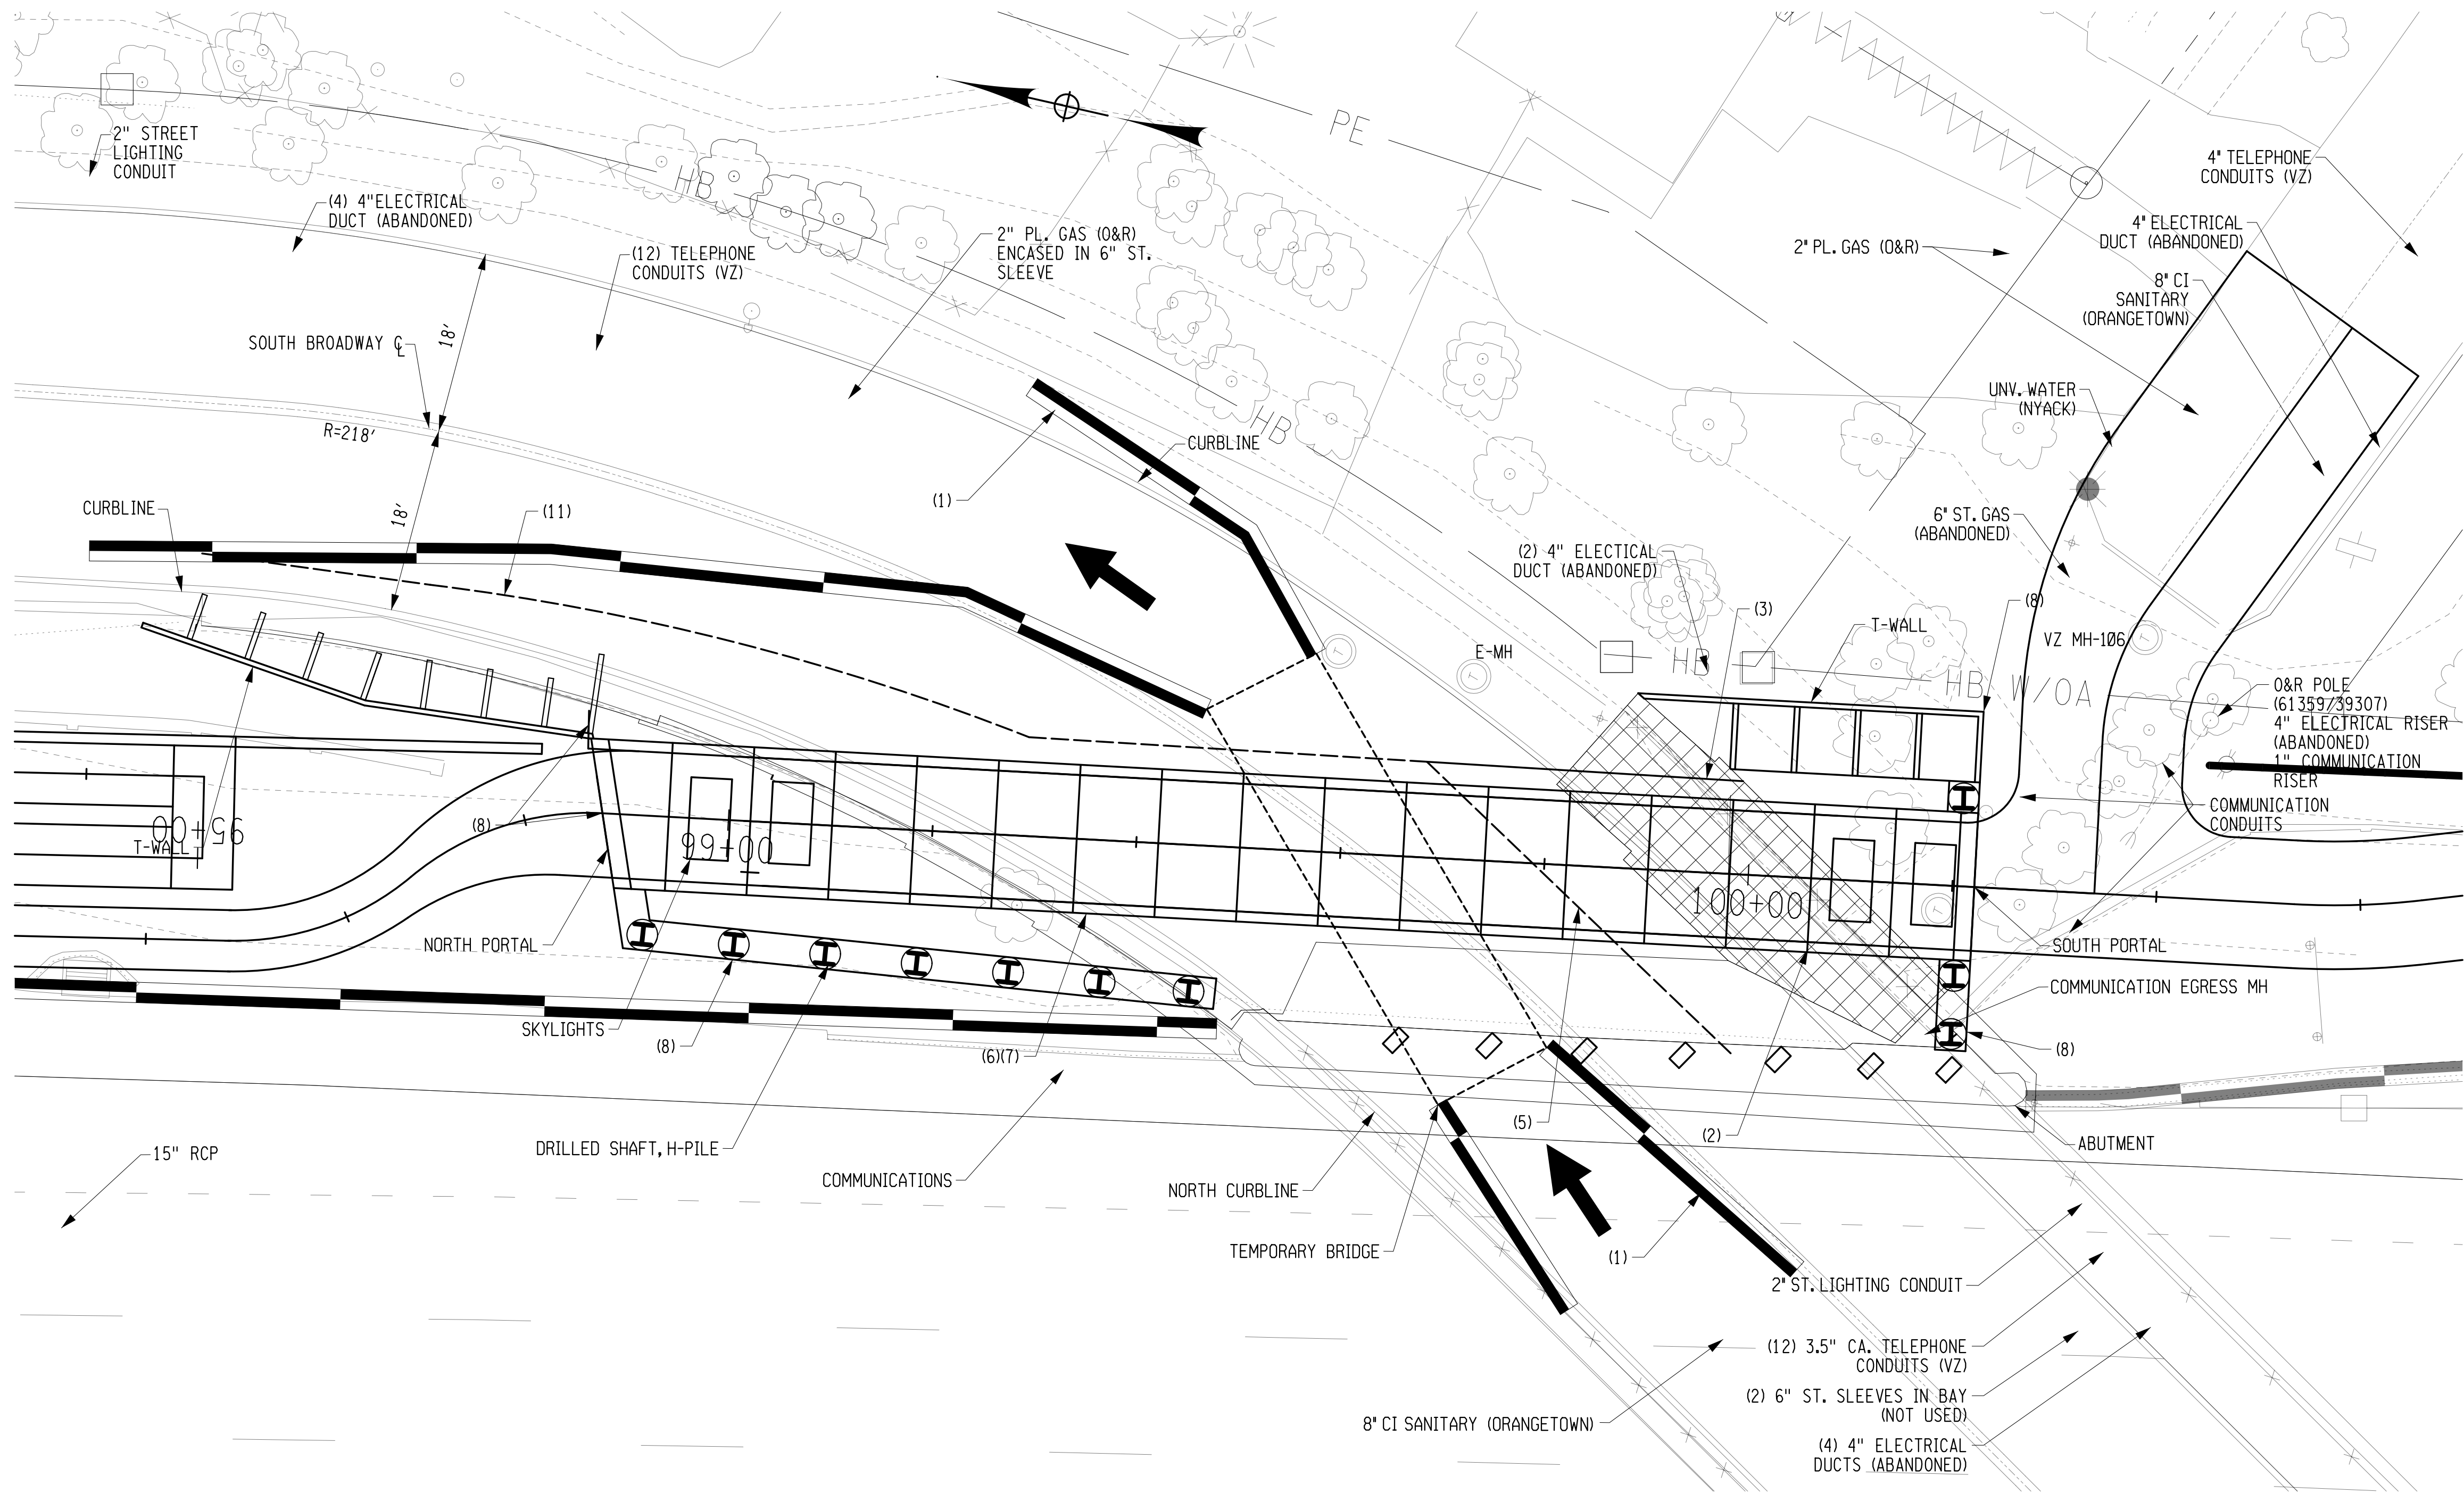 2" STREET
LIGHTING
CONDUIT
(4) 4"ELECTRICAL
DUCT (ABANDONED)
(12) TELEPHONE
CONDUITS (VZ)
HB
2" PL. GAS (O&R)
ENCASED IN 6" ST.
SLEEVE
PE
2" PL. GAS (O&R)
4" TELEPHONE
CONDUITS (VZ)
4" ELECTRICAL
DUCT (ABANDONED)
8" CI
SANITARY
(ORANGETOWN)
SOUTH BROADWAY ℄
18'
R=218'
18'
CURBLINE
(11)
(1)
CURBLINE
HB
UNV. WATER
(NYACK)
6" ST. GAS
(ABANDONED)
(2) 4" ELECTICAL
DUCT (ABANDONED)
(3)
T-WALL
(8)
VZ MH-106
E-MH
HB
HB W/OA
O&R POLE
(61359/39307)
4" ELECTRICAL RISER
(ABANDONED)
1" COMMUNICATION
RISER
COMMUNICATION
CONDUITS
95+00
T-WALL
(8)
99+00
100+00
NORTH PORTAL
SOUTH PORTAL
COMMUNICATION EGRESS MH
SKYLIGHTS
(8)
(6)(7)
(8)
DRILLED SHAFT, H-PILE
COMMUNICATIONS
15" RCP
NORTH CURBLINE
(5)
(2)
ABUTMENT
TEMPORARY BRIDGE
(1)
2" ST. LIGHTING CONDUIT
(12) 3.5" CA. TELEPHONE
CONDUITS (VZ)
(2) 6" ST. SLEEVES IN BAY
(NOT USED)
8" CI SANITARY (ORANGETOWN)
(4) 4" ELECTRICAL
DUCTS (ABANDONED)